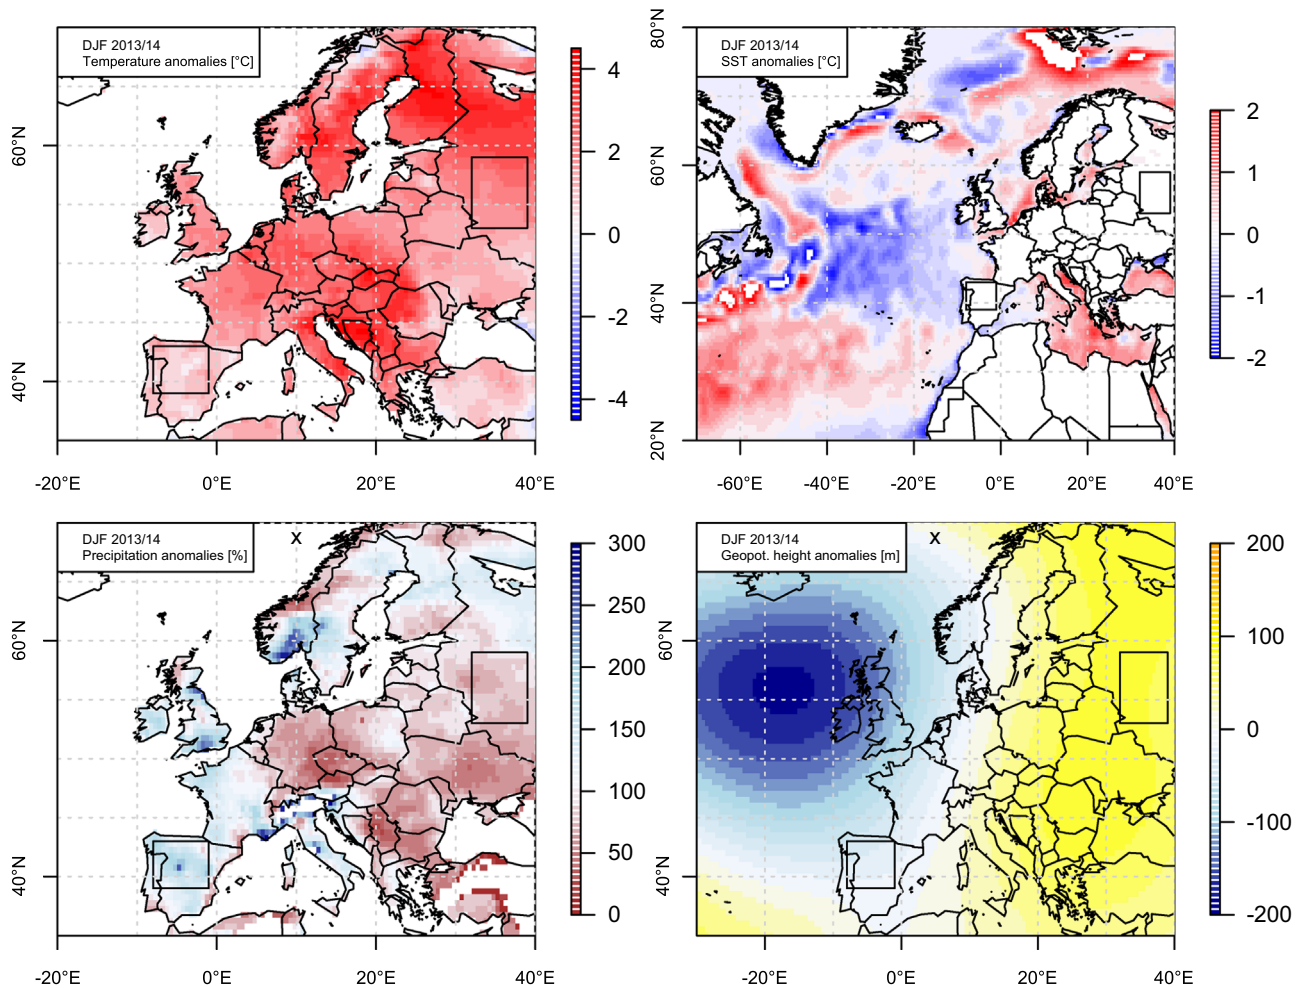 DJF 2013/14
Temperature anomalies [°C]
60°N
40°N
-20°E 0°E 20°E 40°E
4
2
0
-2
-4
DJF 2013/14
SST anomalies [°C]
80°N
60°N
40°N
20°N
-60°E -40°E -20°E 0°E 20°E 40°E
2
1
0
-1
-2
DJF 2013/14
Precipitation anomalies [%]
x
60°N
40°N
-20°E 0°E 20°E 40°E
300
250
200
150
100
50
0
DJF 2013/14
Geopot. height anomalies [m]
x
60°N
40°N
-20°E 0°E 20°E 40°E
200
100
0
-100
-200